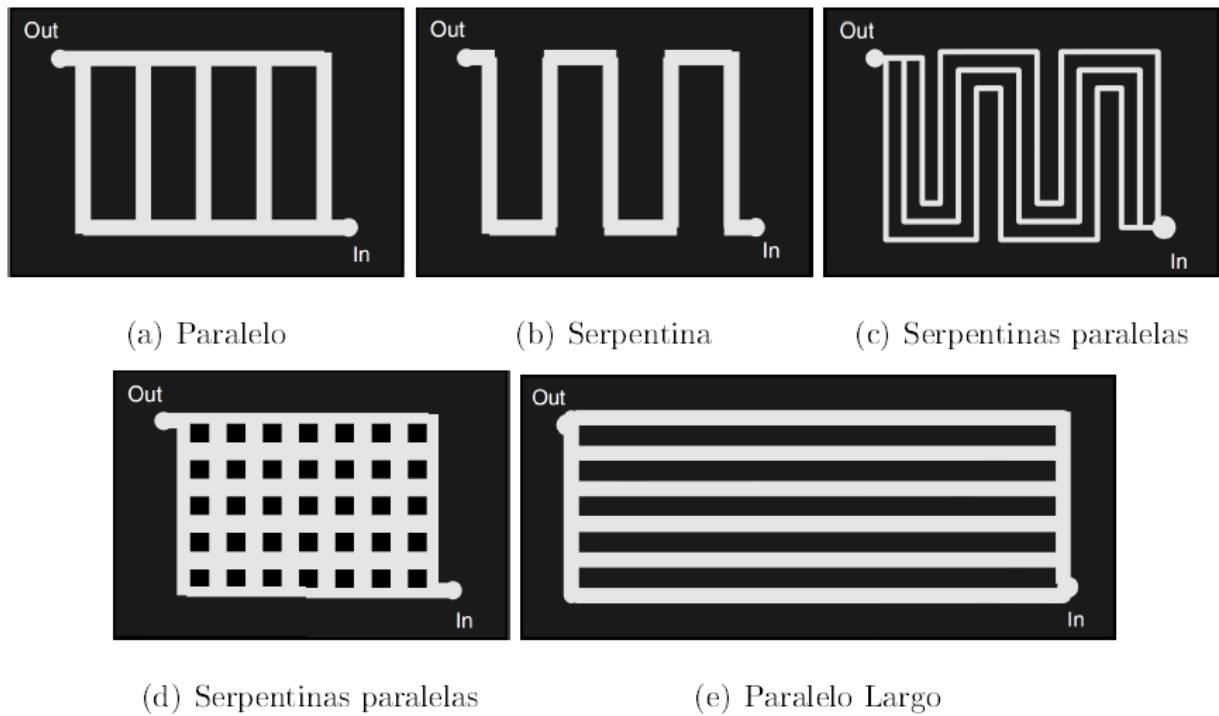 Out
In
Out
In
Out
In
(a) Paralelo
(b) Serpentina
(c) Serpentinas paralelas
Out
In
Out
In
(d) Serpentinas paralelas
(e) Paralelo Largo